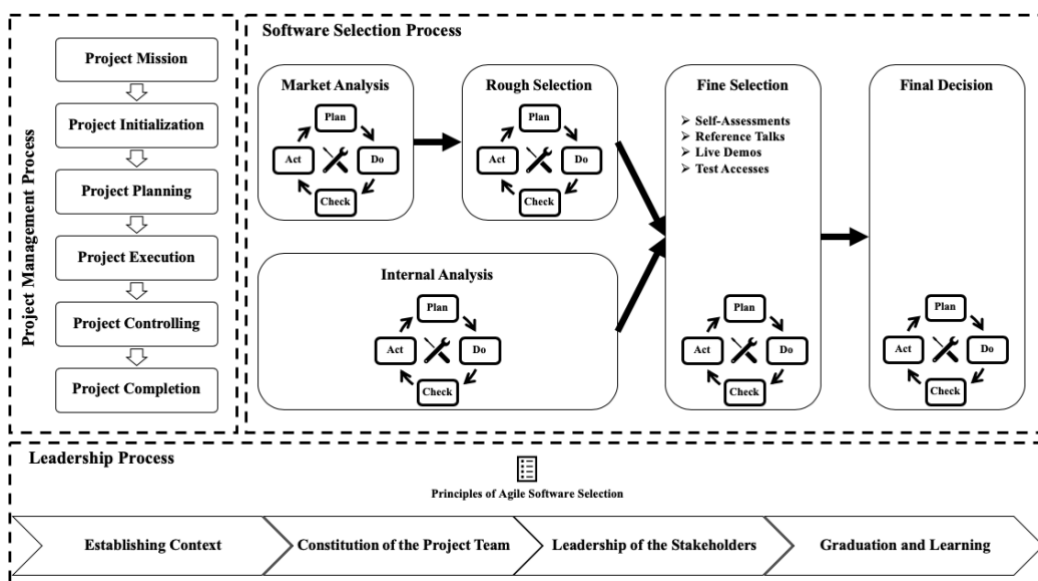 Project Management Process
Project Mission
Project Initialization
Project Planning
Project Execution
Project Controlling
Project Completion
Software Selection Process
Market Analysis
Plan
Act
Do
Check
Rough Selection
Plan
Act
Do
Check
Internal Analysis
Plan
Act
Do
Check
Fine Selection
Self-Assessments
Reference Talks
Live Demos
Test Accesses
Plan
Act
Do
Check
Final Decision
Plan
Act
Do
Check
Leadership Process
Principles of Agile Software Selection
Establishing Context
Constitution of the Project Team
Leadership of the Stakeholders
Graduation and Learning